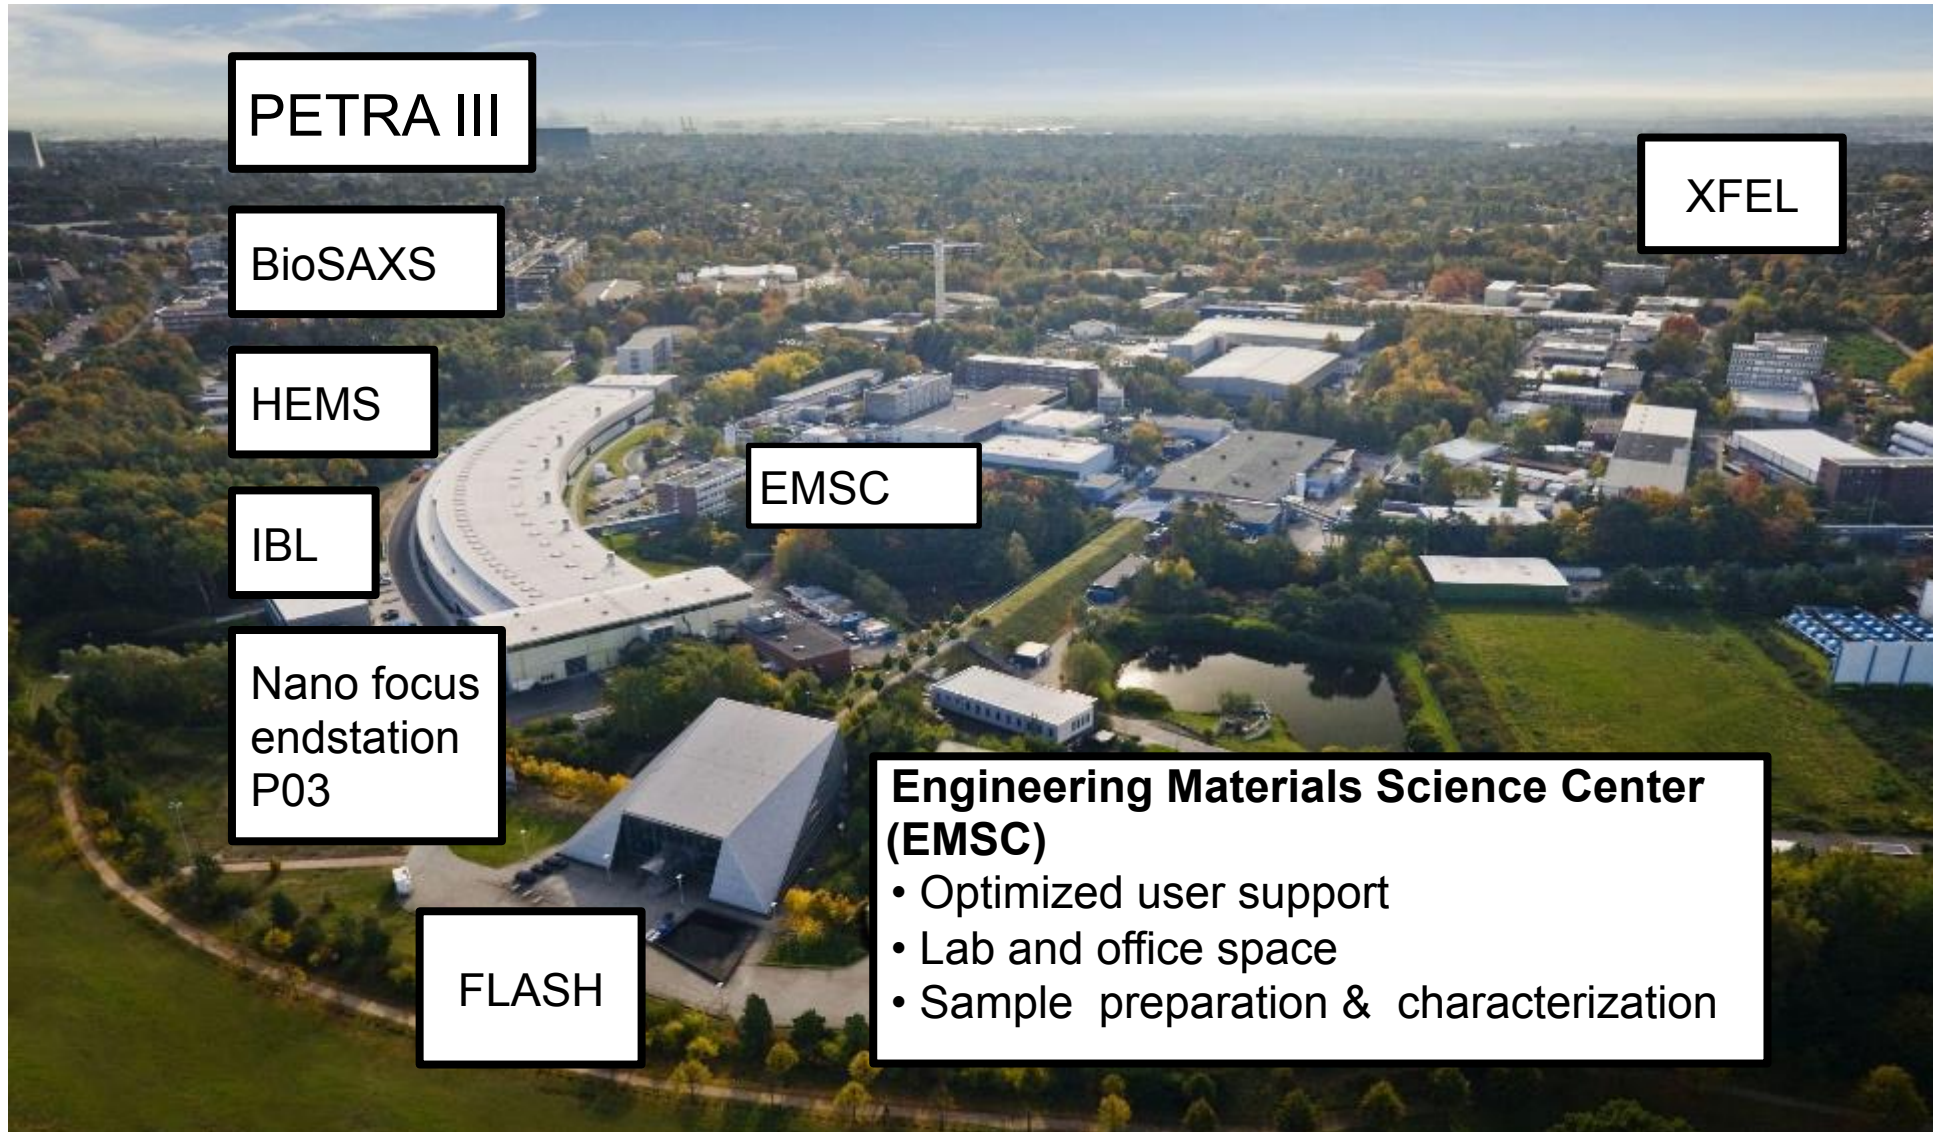 PETRA III
XFEL
BioSAXS
HEMS
EMSC
IBL
Nano focus
endstation
P03
Engineering Materials Science Center
(EMSC)
• Optimized user support
• Lab and office space
• Sample preparation & characterization
FLASH